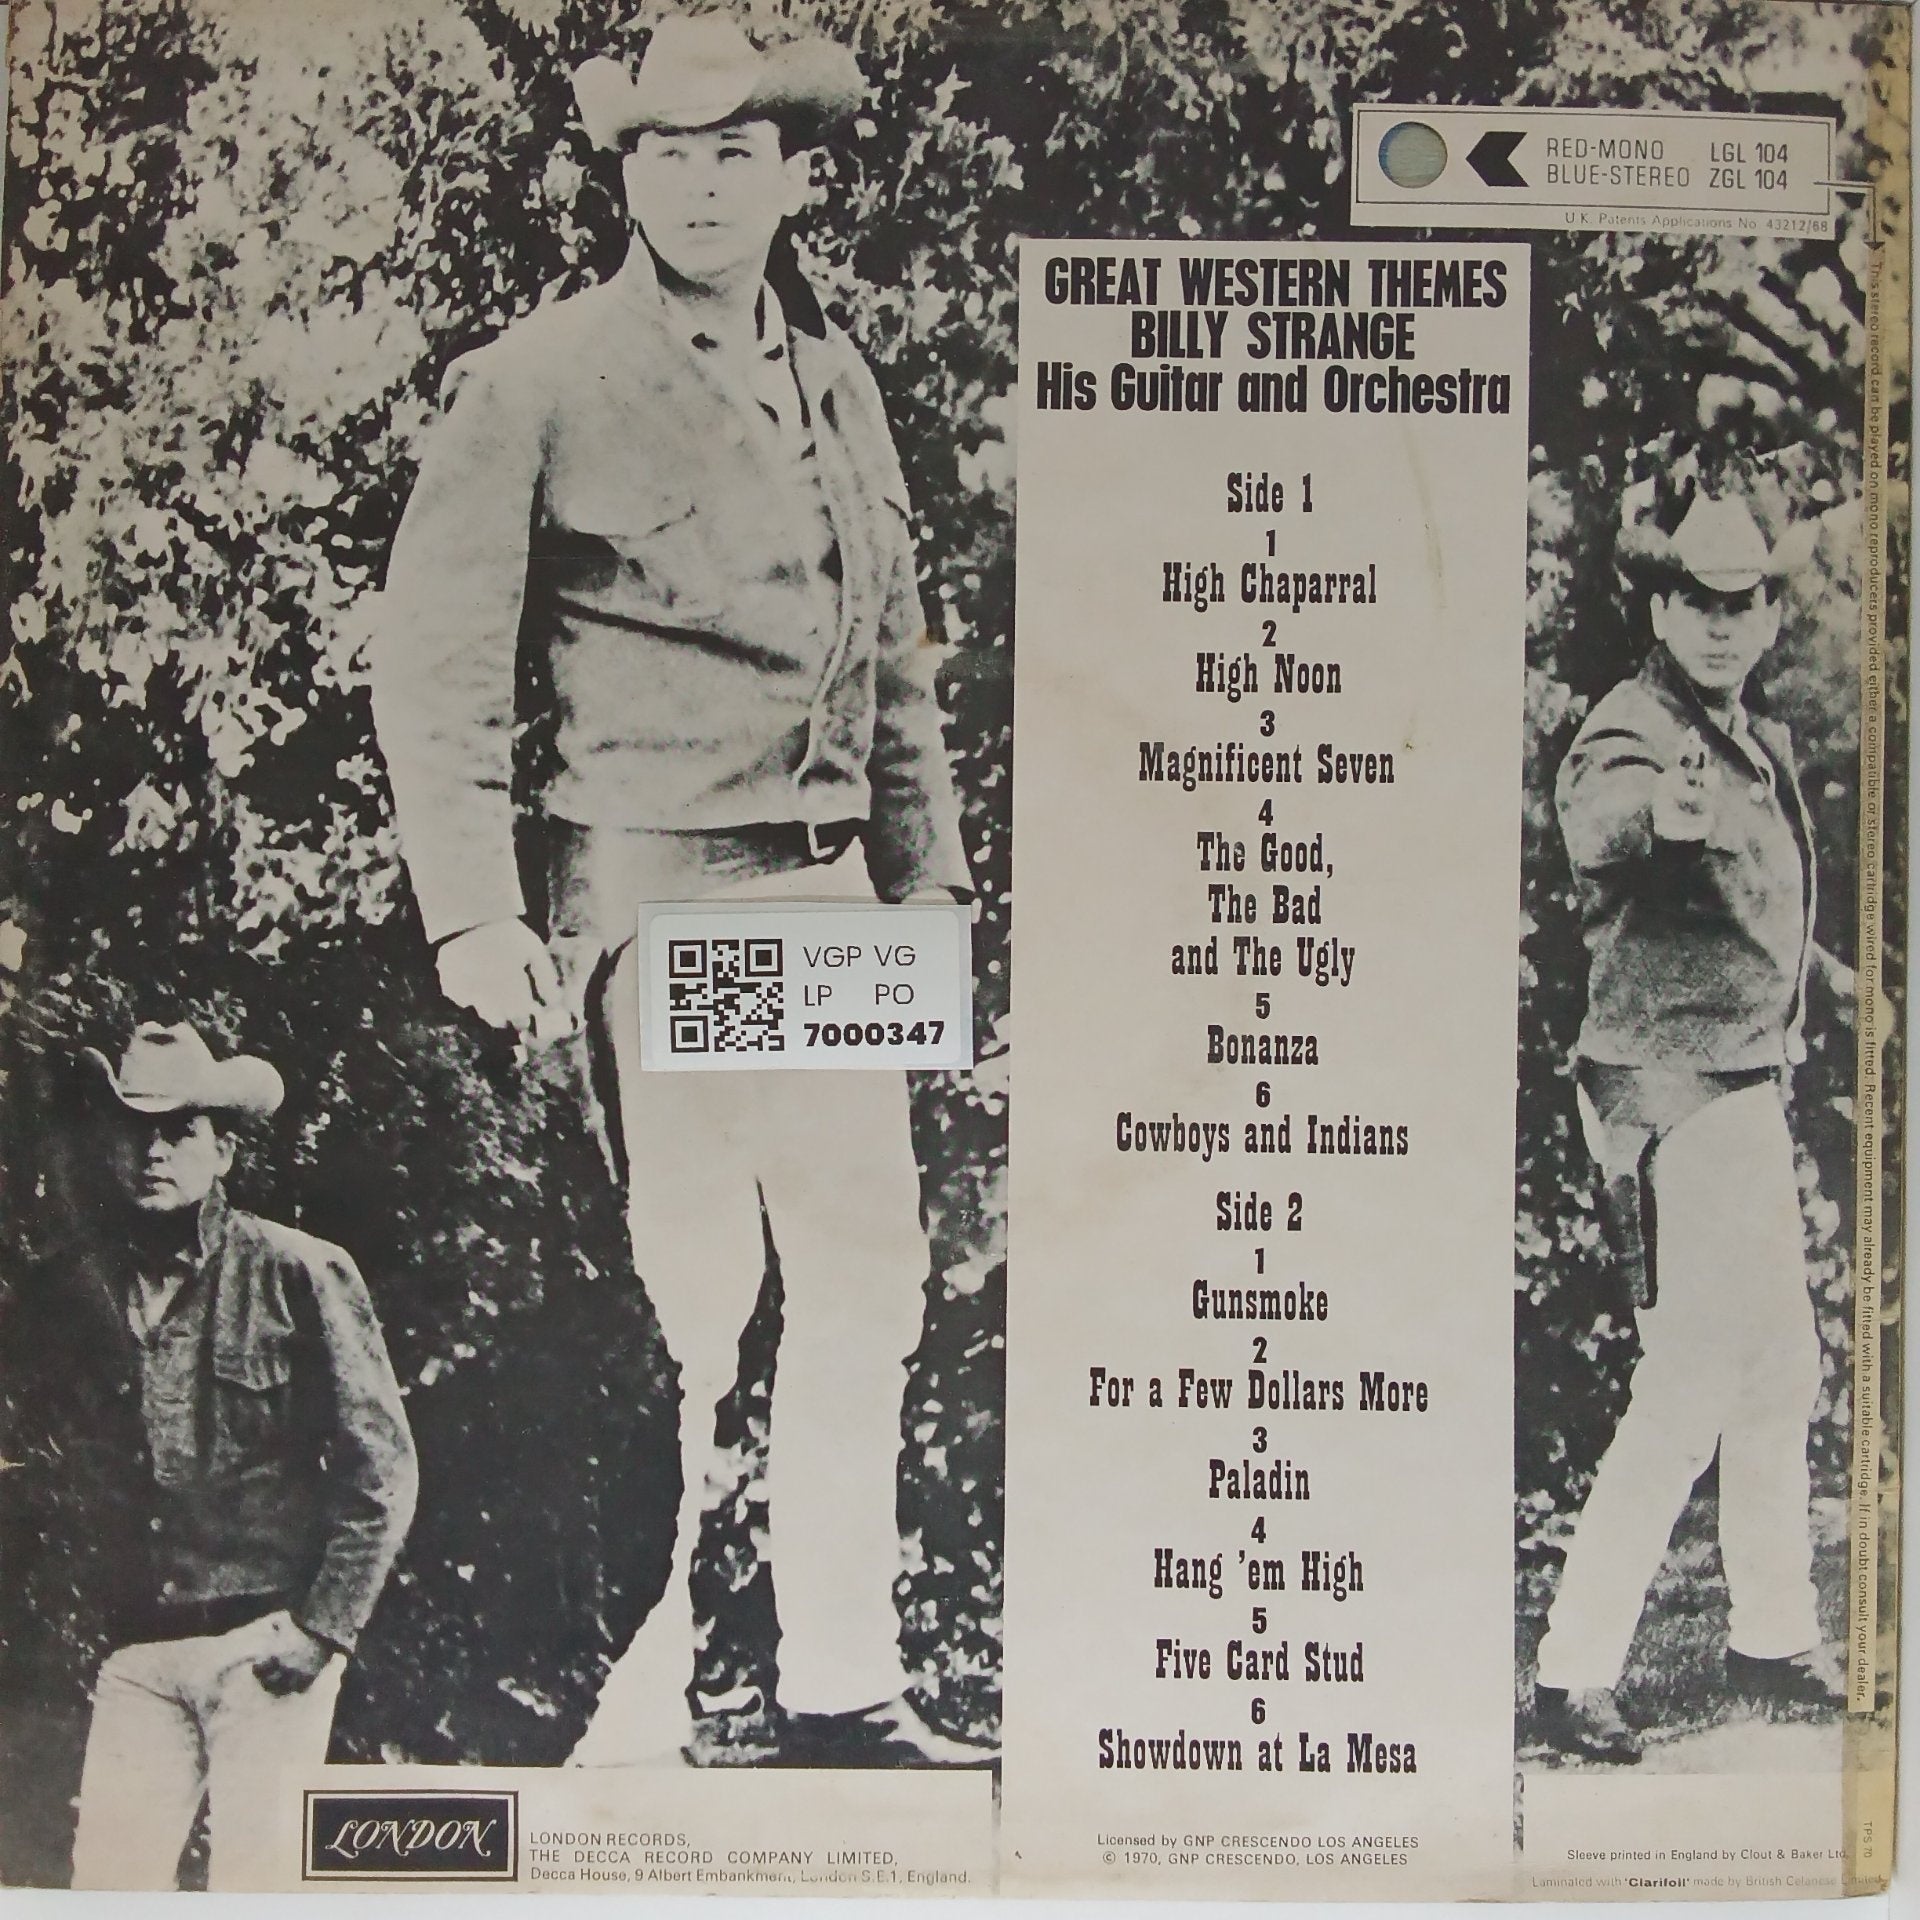 RED-MONO LGL 104
BLUE-STEREO ZGL 104
U.K. Patents Applications No 43212/68
GREAT WESTERN THEMES
BILLY STRANGE
His Guitar and Orchestra
Side 1
1
High Chaparral
2
High Noon
3
Magnificent Seven
4
The Good,
The Bad
and The Ugly
5
Bonanza
6
Cowboys and Indians
Side 2
1
Gunsmoke
2
For a Few Dollars More
3
Paladin
4
Hang 'em High
5
Five Card Stud
6
Showdown at La Mesa
Licensed by GNP CRESCENDO LOS ANGELES
© 1970, GNP CRESCENDO, LOS ANGELES
VGP VG
LP PO
7000347
LONDON
LONDON RECORDS,
THE DECCA RECORD COMPANY LIMITED,
Decca House, 9 Albert Embankment, London S.E.1, England.
Sleeve printed in England by Clout & Baker Ltd.
Laminated with 'Clarifoil' made by British Celanese Limited
This stereo record can be played on mono reproducers provided either a compatible or stereo cartridge wired for mono is fitted. Recent equipment may already be fitted with a suitable cartridge. If in doubt consult your dealer.
TPS 70